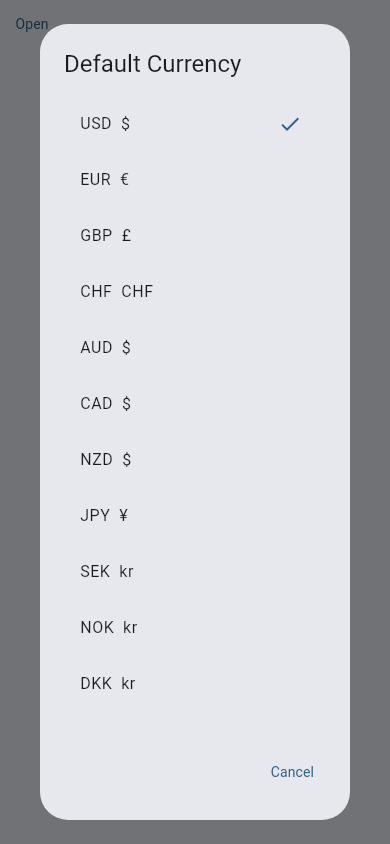 Open
Default Currency
USD $
EUR €
GBP £
CHF CHF
AUD $
CAD $
NZD $
JPY ¥
SEK kr
NOK kr
DKK kr
Cancel